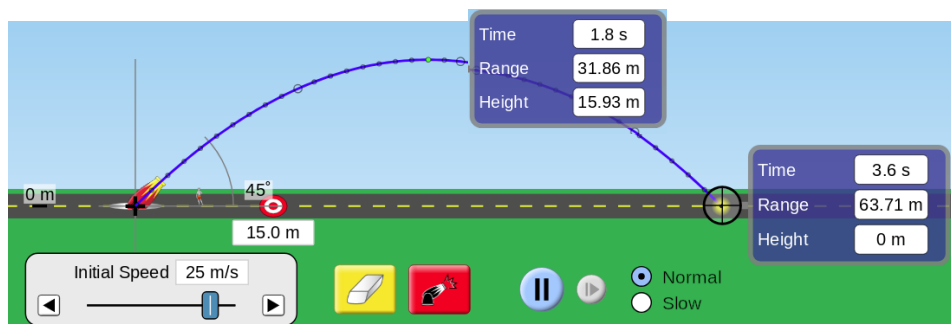 Time 1.8 s
Range 31.86 m
Height 15.93 m
0 m
45°
15.0 m
Time 3.6 s
Range 63.71 m
Height 0 m
Initial Speed 25 m/s
Normal
Slow